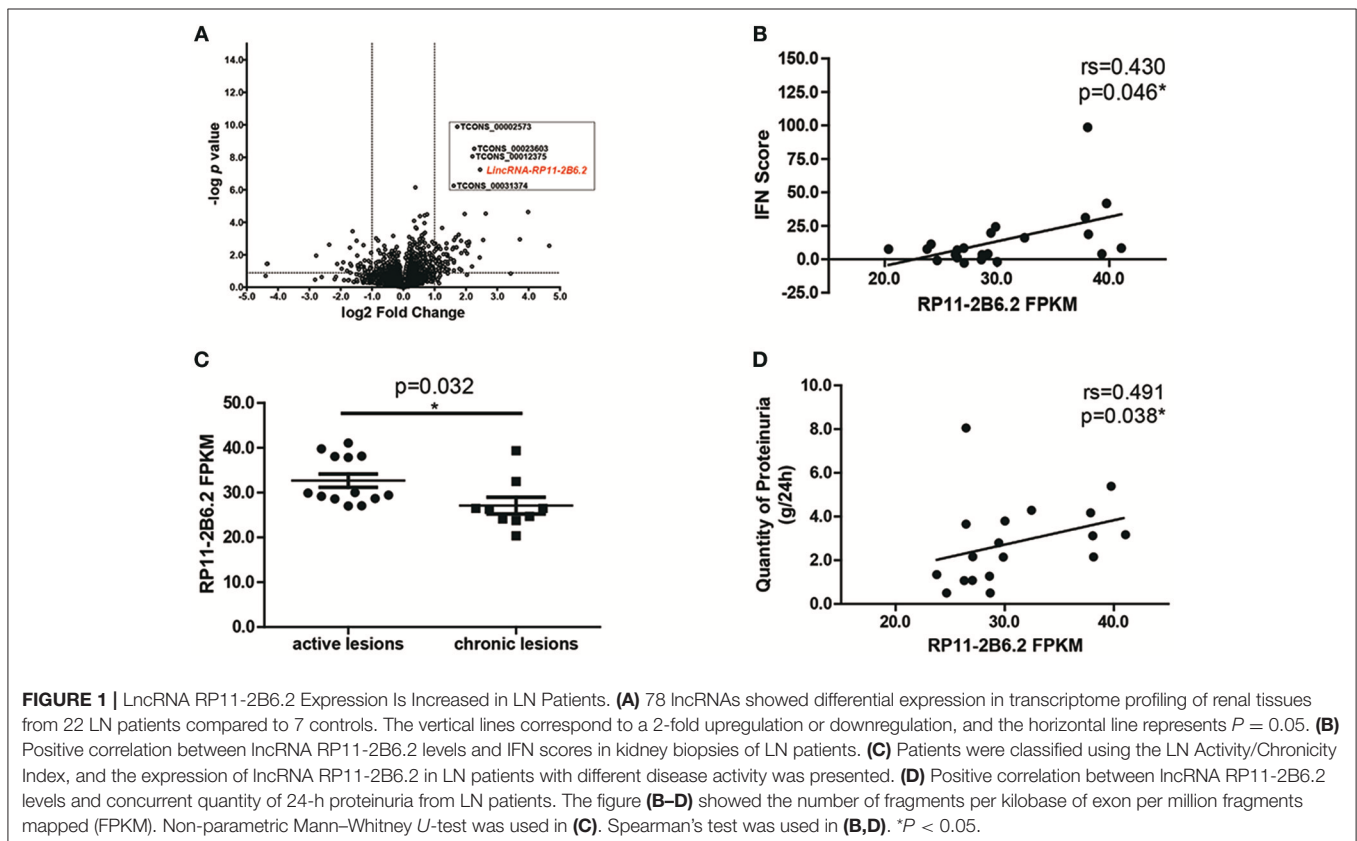 A
-log p value
14.0
12.0
10.0
8.0
6.0
4.0
2.0
0.0
TCONS_00002573
TCONS_00023603
TCONS_00012375
LincRNA-RP11-2B6.2
TCONS_00031374
-5.0 -4.0 -3.0 -2.0 -1.0 0.0 1.0 2.0 3.0 4.0 5.0
log2 Fold Change
B
IFN Score
150.0
125.0
100.0
75.0
50.0
25.0
0.0
-25.0
rs=0.430
p=0.046*
20.0 30.0 40.0
RP11-2B6.2 FPKM
C
RP11-2B6.2 FPKM
50.0
40.0
30.0
20.0
10.0
0.0
p=0.032
*
active lesions chronic lesions
D
Quantity of Proteinuria
(g/24h)
10.0
8.0
6.0
4.0
2.0
0.0
rs=0.491
p=0.038*
20.0 30.0 40.0
RP11-2B6.2 FPKM
FIGURE 1 | LncRNA RP11-2B6.2 Expression Is Increased in LN Patients. (A) 78 lncRNAs showed differential expression in transcriptome profiling of renal tissues
from 22 LN patients compared to 7 controls. The vertical lines correspond to a 2-fold upregulation or downregulation, and the horizontal line represents P = 0.05. (B)
Positive correlation between lncRNA RP11-2B6.2 levels and IFN scores in kidney biopsies of LN patients. (C) Patients were classified using the LN Activity/Chronicity
Index, and the expression of lncRNA RP11-2B6.2 in LN patients with different disease activity was presented. (D) Positive correlation between lncRNA RP11-2B6.2
levels and concurrent quantity of 24-h proteinuria from LN patients. The figure (B–D) showed the number of fragments per kilobase of exon per million fragments
mapped (FPKM). Non-parametric Mann–Whitney U-test was used in (C). Spearman's test was used in (B,D). *P < 0.05.